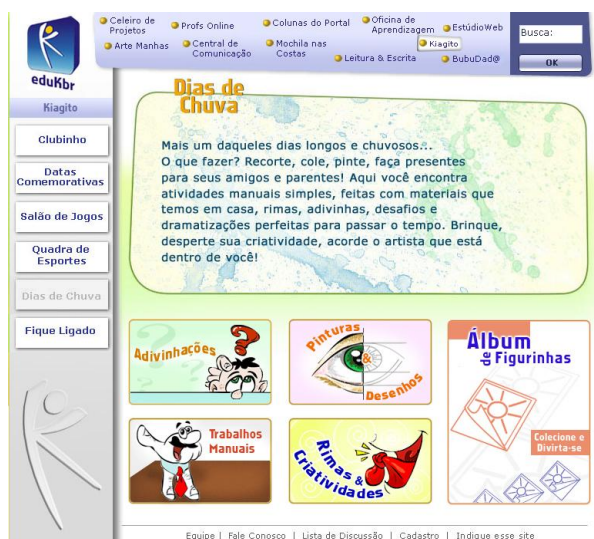 Celeiro de
Projetos
Profs Online
Colunas do Portal
Oficina de
Aprendizagem
EstúdioWeb
Busca:
Arte Manhas
Central de
Comunicação
Mochila nas
Costas
Leitura & Escrita
Kiagito
BubuDad@
OK
eduKbr
Kiagito
Clubinho
Datas
Comemorativas
Salão de Jogos
Quadra de
Esportes
Dias de Chuva
Fique Ligado
Dias de
Chuva
Mais um daqueles dias longos e chuvosos...
O que fazer? Recorte, cole, pinte, faça presentes
para seus amigos e parentes! Aqui você encontra
atividades manuais simples, feitas com materiais que
temos em casa, rimas, adivinhas, desafios e
dramatizações perfeitas para passar o tempo. Brinque,
desperte sua criatividade, acorde o artista que está
dentro de você!
Adivinhações
Pinturas
&
Desenhos
Álbum
de Figurinhas
Colecione e
Divirta-se
Trabalhos
Manuais
Rimas &
Criatividades
Equipe | Fale Conosco | Lista de Discussão | Cadastro | Indique esse site